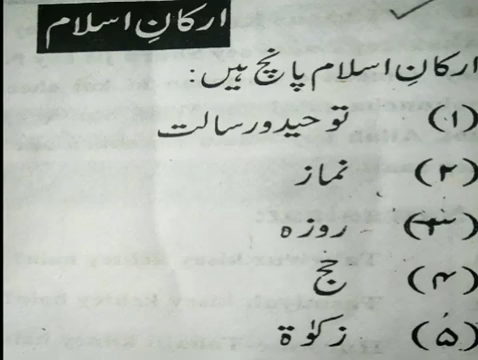 ارکانِ اسلام
ارکانِ اسلام پانچ ہیں:
(۱) توحید و رسالت
(۲) نماز
(۳) روزہ
(۴) حج
(۵) زکوٰۃ